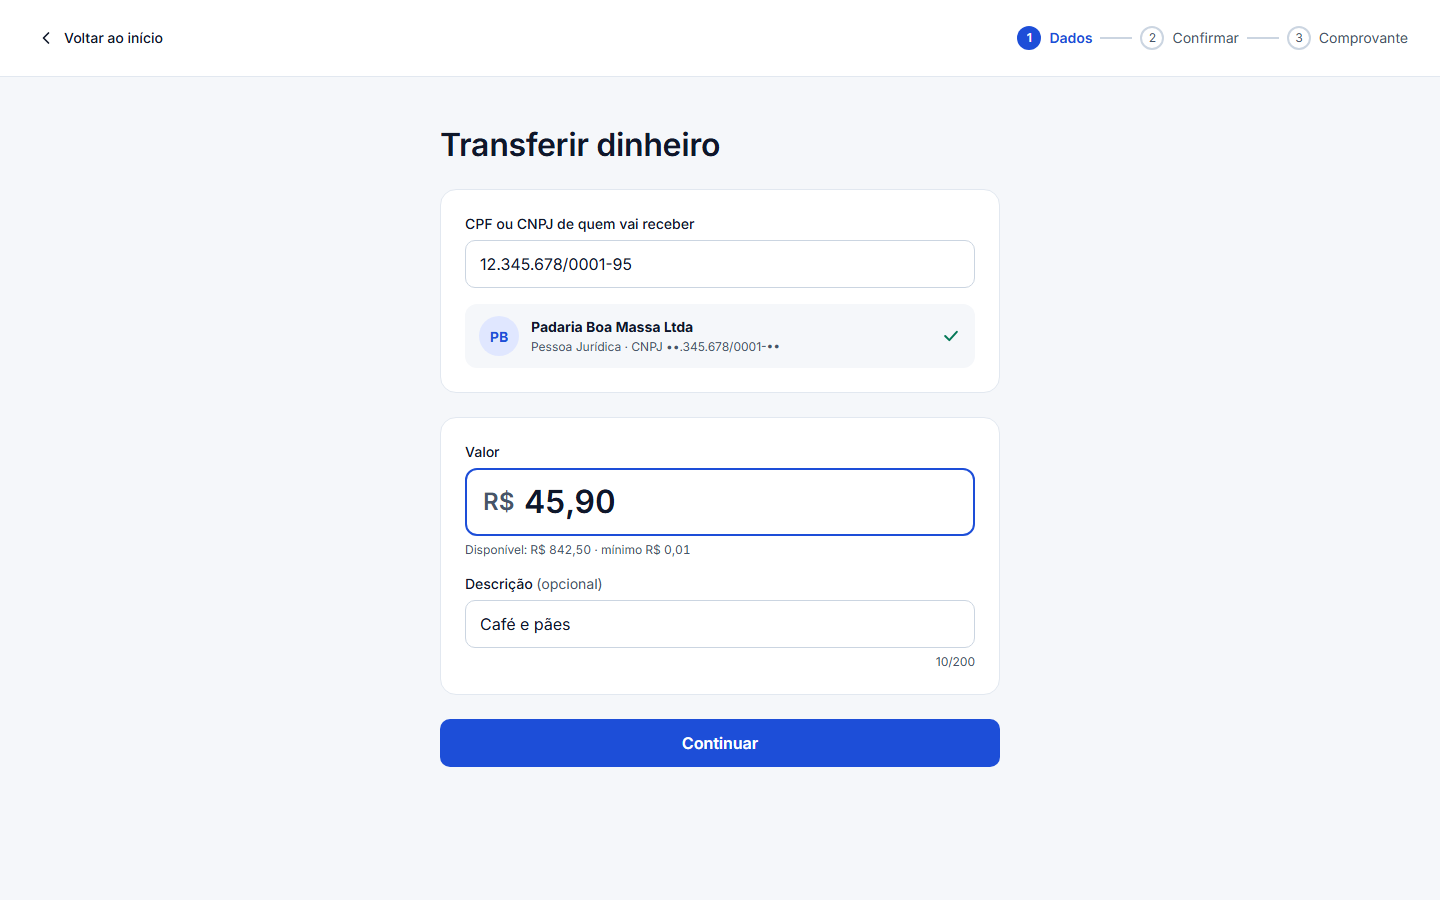 Voltar ao início
1 Dados 2 Confirmar 3 Comprovante
Transferir dinheiro
CPF ou CNPJ de quem vai receber
12.345.678/0001-95
PB
Padaria Boa Massa Ltda
Pessoa Jurídica · CNPJ ••.345.678/0001-••
Valor
R$ 45,90
Disponível: R$ 842,50 · mínimo R$ 0,01
Descrição (opcional)
Café e pães
10/200
Continuar